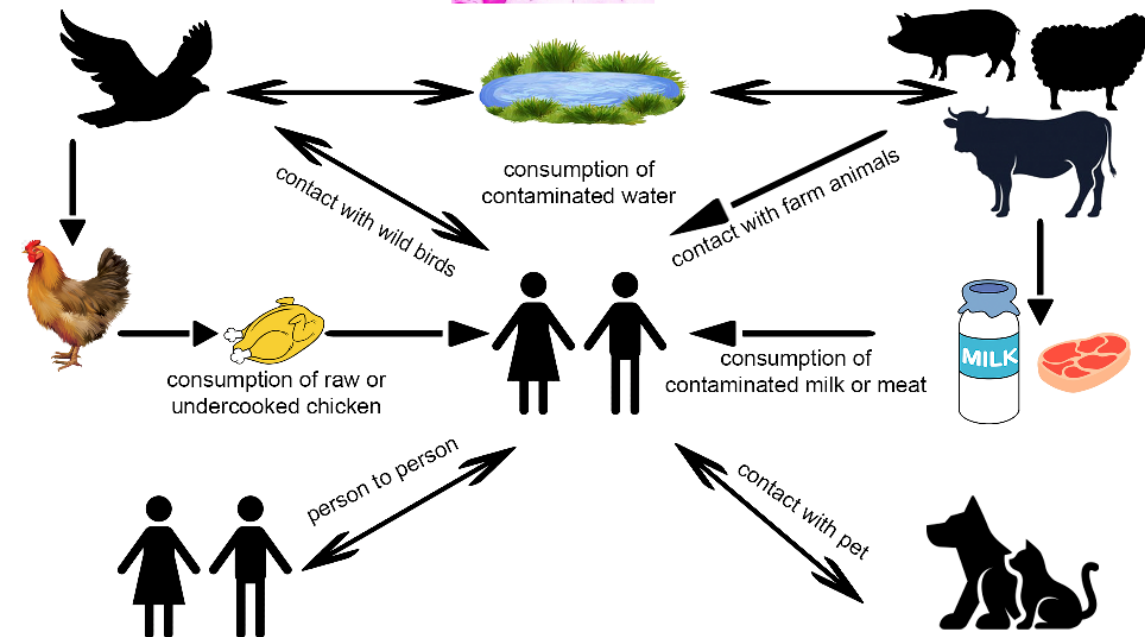 consumption of
contaminated water
contact with wild birds
contact with farm animals
MILK
consumption of raw or
undercooked chicken
consumption of
contaminated milk or meat
person to person
contact with pet